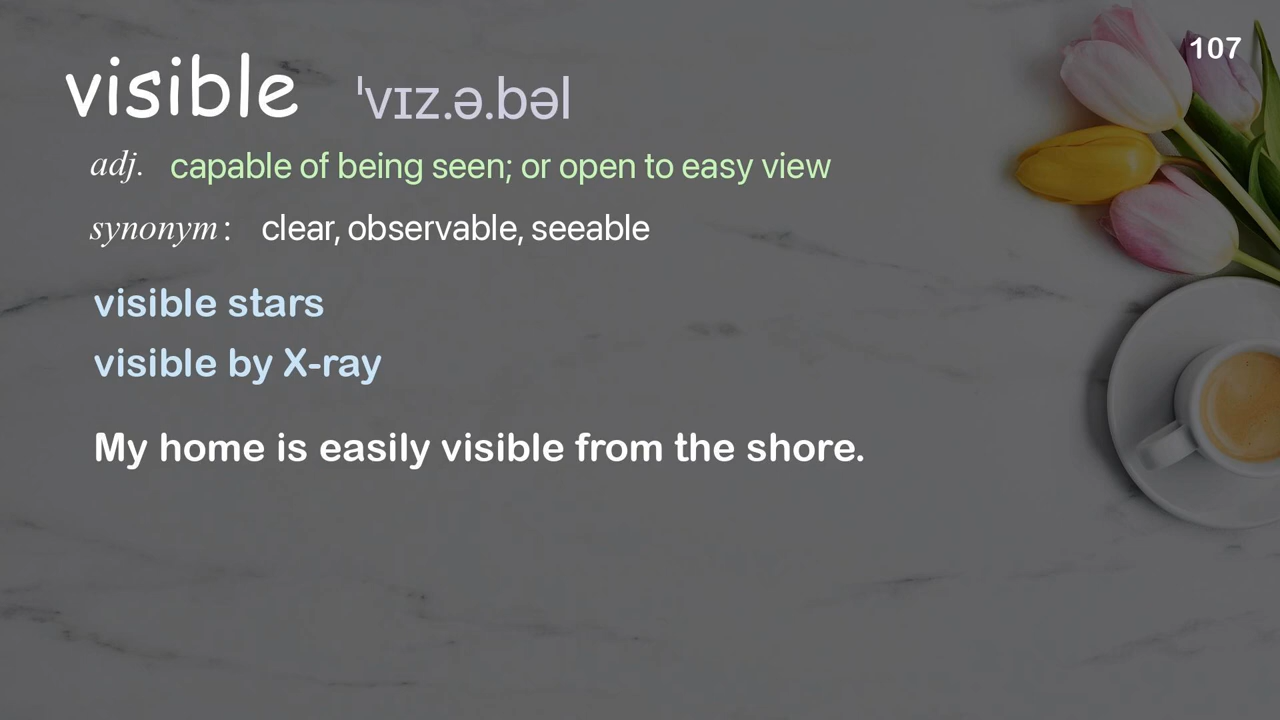 107
visible ˈvɪz.ə.bəl
adj. capable of being seen; or open to easy view
synonym: clear, observable, seeable
visible stars
visible by X-ray
My home is easily visible from the shore.